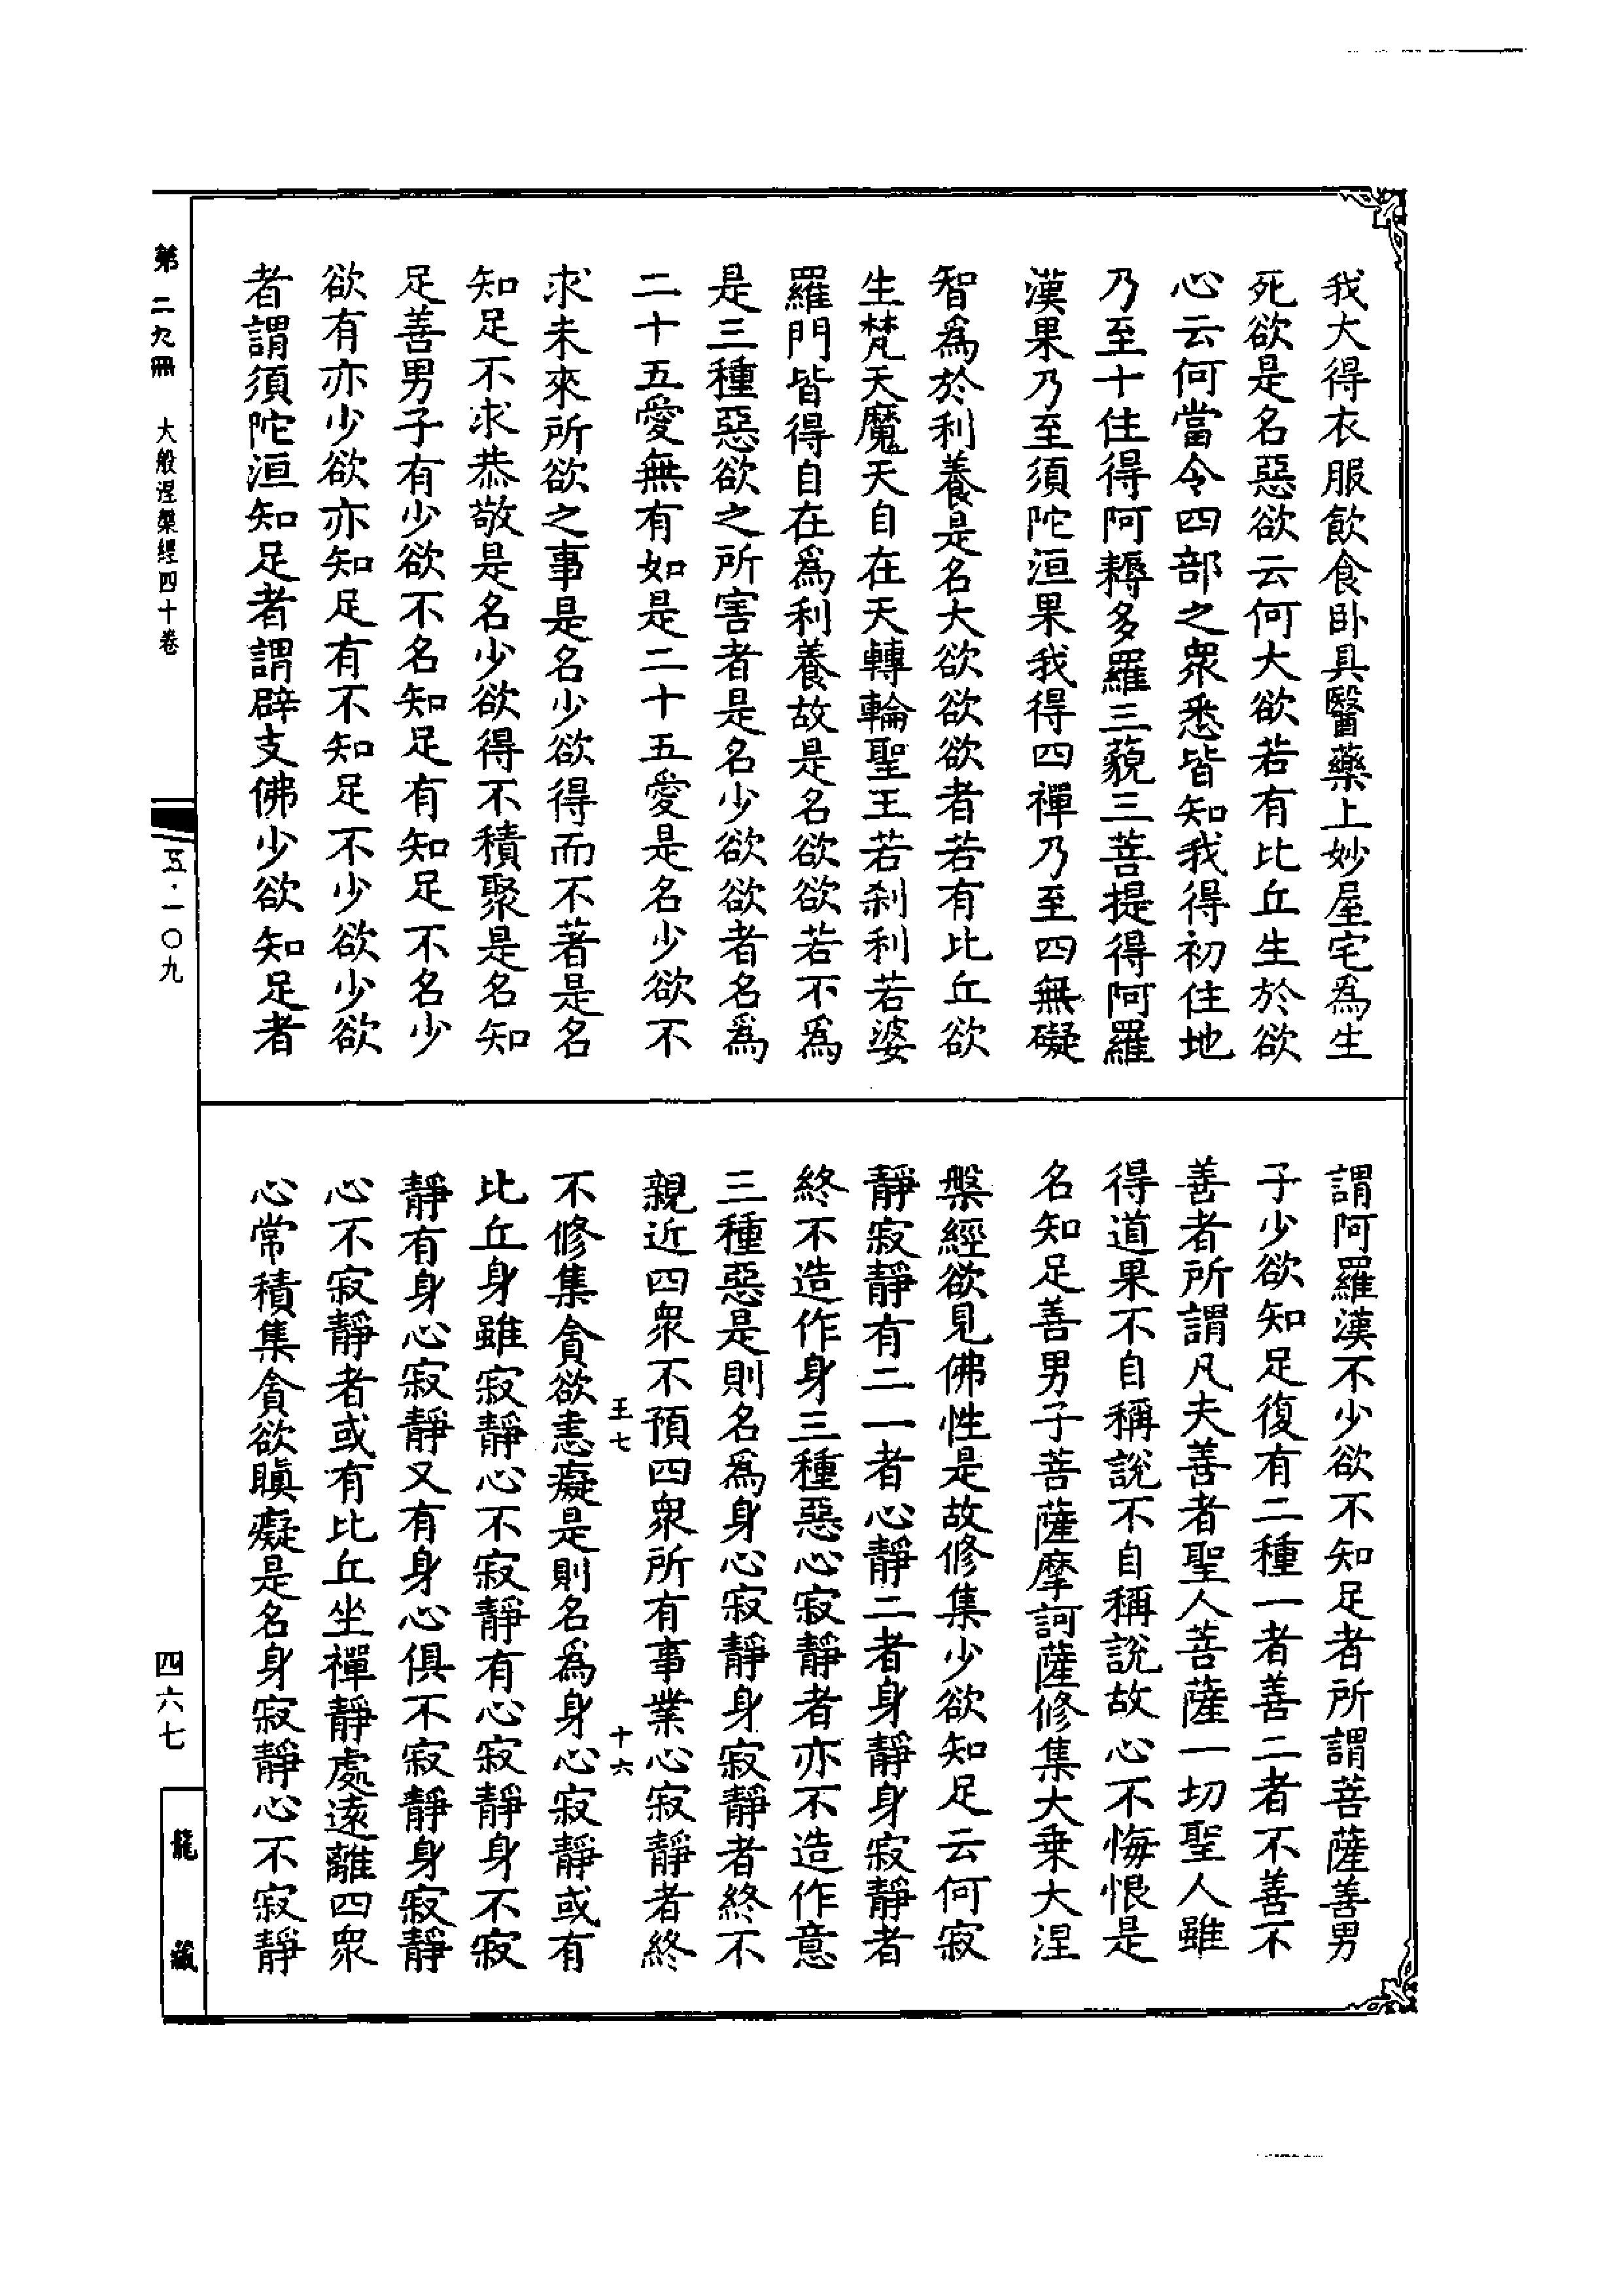 我大得衣服飲食卧具醫藥上妙屋宅為生
死欲是名惡欲云何大欲若有比丘生於欲
心云何當令四部之衆悉皆知我得初住地
乃至十住得阿耨多羅三藐三菩提得阿羅
漢果乃至須陀洹果我得四禪乃至四無礙
智爲於利養是名大欲欲欲者若有比丘欲
生梵天魔天自在天轉輪聖王若刹利若婆
羅門皆得自在爲利養故是名欲欲若不爲
是三種惡欲之所害者是名少欲欲者名爲
二十五愛無有如是二十五愛是名少欲不
求未來所欲之事是名少欲得而不著是名
知足不求恭敬是名少欲得不積聚是名知
足善男子有少欲不名知足有知足不名少
欲有亦少欲亦知足有不知足不少欲少欲
者謂須陀洹知足者謂辟支佛少欲知足者
謂阿羅漢不少欲不知足者所謂菩薩善男
子少欲知足復有二種一者善二者不善不
善者所謂凡夫善者聖人菩薩一切聖人雖
得道果不自稱說不自稱說故心不悔恨是
名知足善男子菩薩摩訶薩修集大乗大涅
槃經欲見佛性是故修集少欲知足云何寂
靜寂靜有二一者心靜二者身靜身寂靜者
終不造作身三種惡心寂靜者亦不造作意
三種惡是則名爲身心寂靜身寂靜者終不
親近四衆不預四衆所有事業心寂靜者終
王七 十六
不修集貪欲恚癡是則名爲身心寂靜或有
比丘身雖寂靜心不寂靜有心寂靜身不寂
靜有身心寂靜又有身心俱不寂靜身寂靜
心不寂靜者或有比丘坐禪靜處遠離四衆
心常積集貪欲瞋癡是名身寂靜心不寂靜
第二九冊 大般涅槃經四十卷
五·一〇九
四六七
龍藏